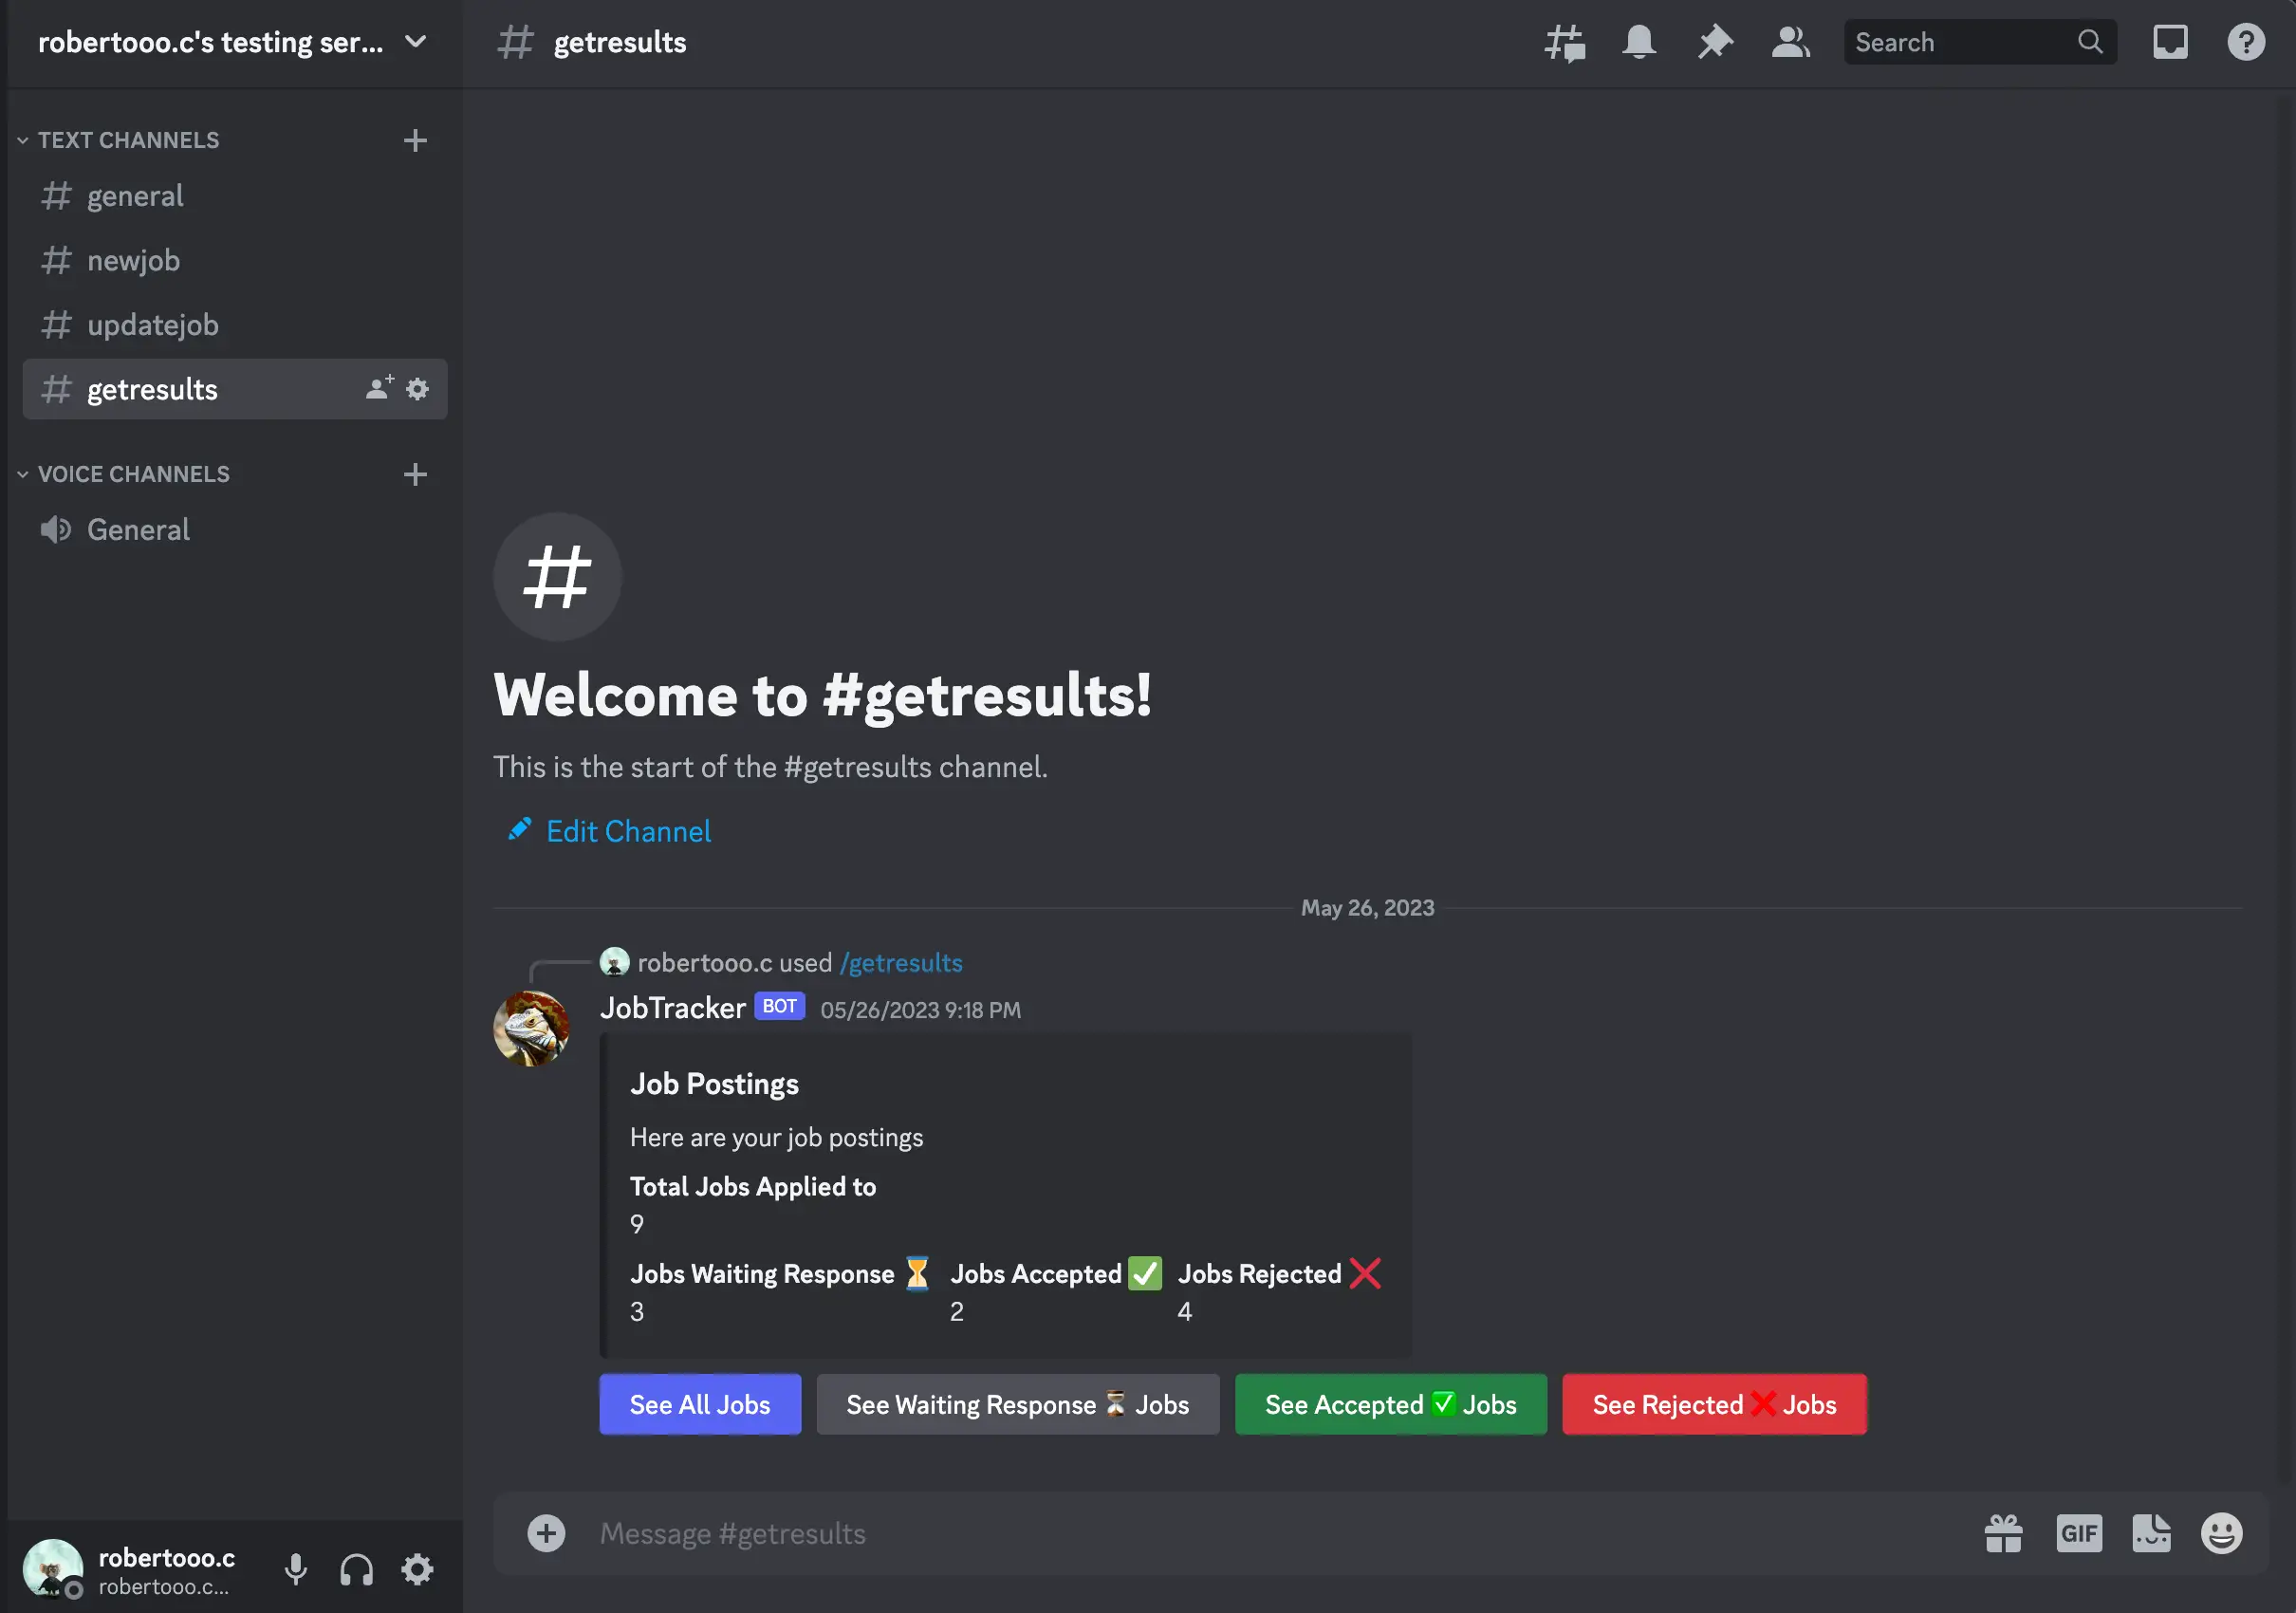 robertooo.c's testing ser...
getresults
Search
TEXT CHANNELS
general
newjob
updatejob
getresults
VOICE CHANNELS
General
Welcome to #getresults!
This is the start of the #getresults channel.
Edit Channel
May 26, 2023
robertooo.c used /getresults
JobTracker BOT 05/26/2023 9:18 PM
Job Postings
Here are your job postings
Total Jobs Applied to
9
Jobs Waiting Response ⏳ Jobs Accepted ✅ Jobs Rejected ❌
3 2 4
See All Jobs See Waiting Response ⏳ Jobs See Accepted ✅ Jobs See Rejected ❌ Jobs
Message #getresults
GIF
robertooo.c
robertooo.c...